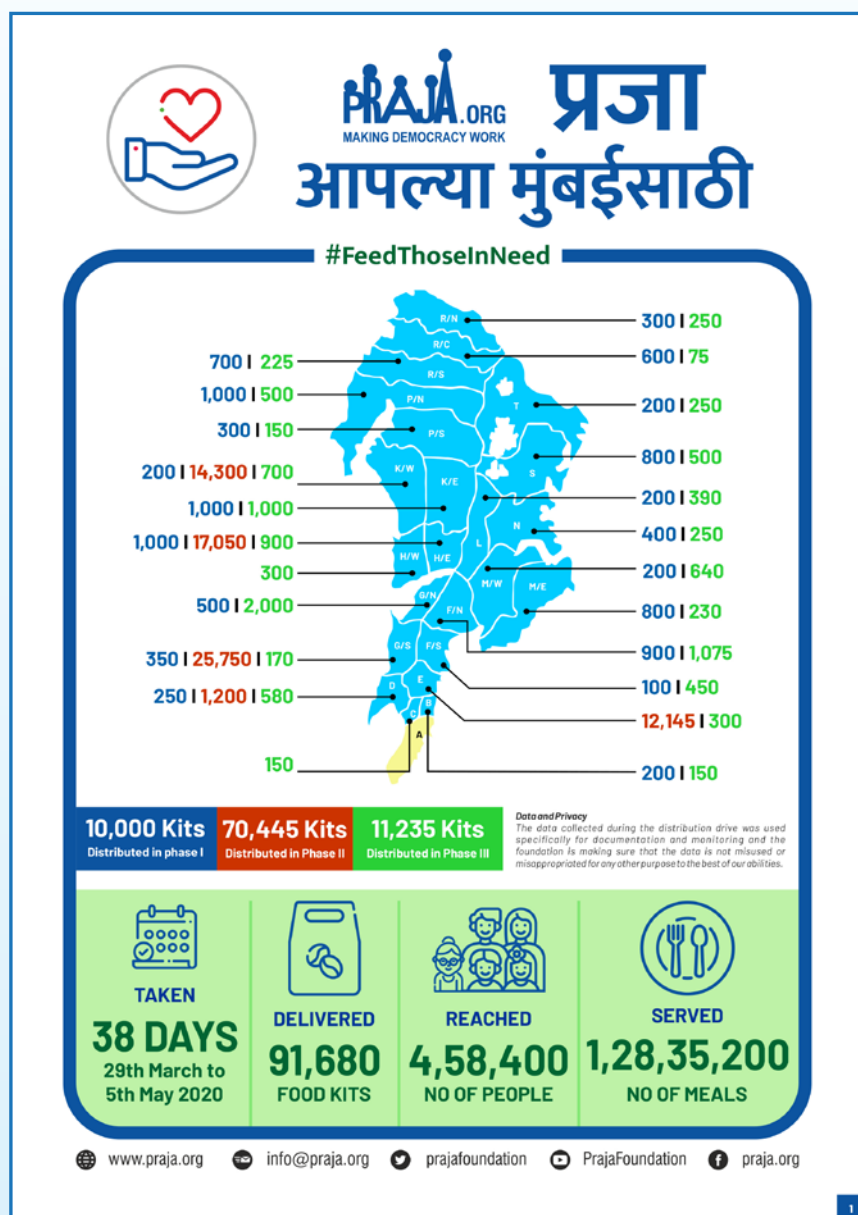 PRAJA.ORG
MAKING DEMOCRACY WORK
प्रजा
आपल्या मुंबईसाठी
#FeedThoseInNeed
R/N
R/C
R/S
P/N
P/S
K/W
K/E
H/W
H/E
G/N
F/N
G/S
F/S
D
E
C
B
A
T
S
N
L
M/W
M/E
700 I 225
1,000 I 500
300 I 150
200 I 14,300 I 700
1,000 I 1,000
1,000 I 17,050 I 900
300
500 I 2,000
350 I 25,750 I 170
250 I 1,200 I 580
150
300 I 250
600 I 75
200 I 250
800 I 500
200 I 390
400 I 250
200 I 640
800 I 230
900 I 1,075
100 I 450
12,145 I 300
200 I 150
10,000 Kits
Distributed in phase I
70,445 Kits
Distributed in Phase II
11,235 Kits
Distributed in Phase III
Data and Privacy
The data collected during the distribution drive was used
specifically for documentation and monitoring and the
foundation is making sure that the data is not misused or
misappropriated for any other purpose to the best of our abilities.
TAKEN
38 DAYS
29th March to
5th May 2020
DELIVERED
91,680
FOOD KITS
REACHED
4,58,400
NO OF PEOPLE
SERVED
1,28,35,200
NO OF MEALS
www.praja.org
info@praja.org
prajafoundation
PrajaFoundation
praja.org
1